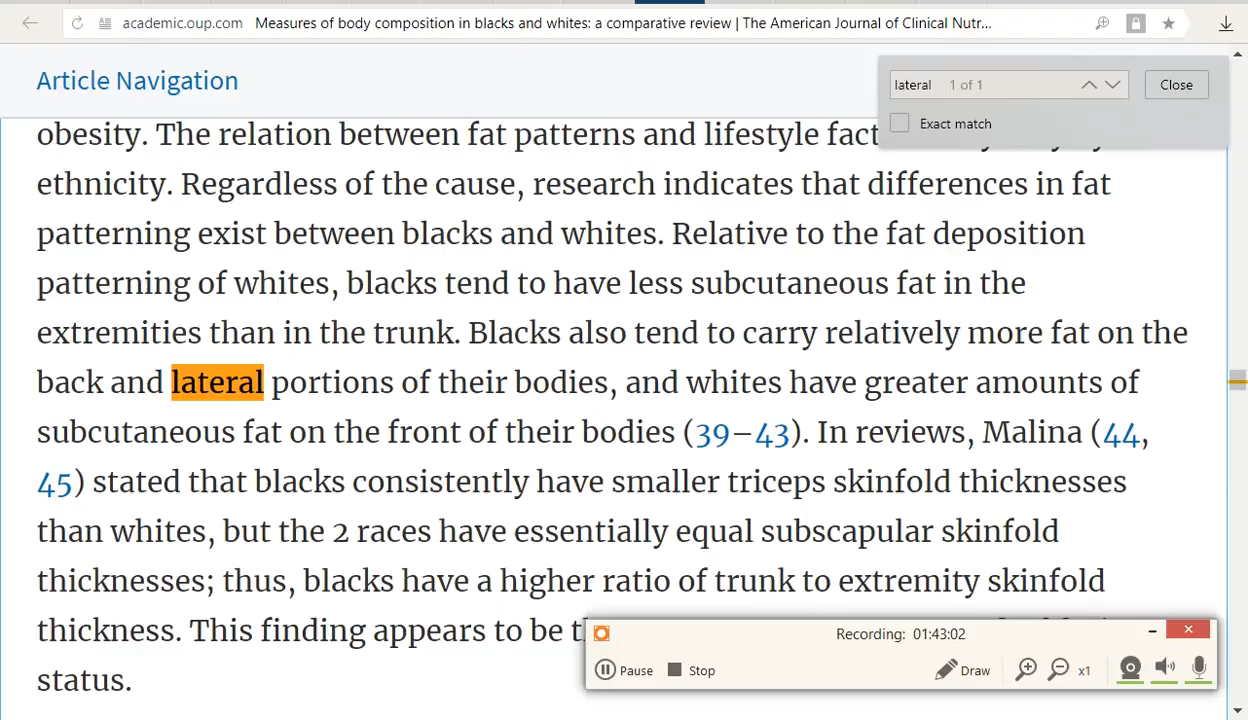 academic.oup.com Measures of body composition in blacks and whites: a comparative review | The American Journal of Clinical Nutr...
Article Navigation
lateral 1 of 1
Close
Exact match
obesity. The relation between fat patterns and lifestyle fact
ethnicity. Regardless of the cause, research indicates that differences in fat
patterning exist between blacks and whites. Relative to the fat deposition
patterning of whites, blacks tend to have less subcutaneous fat in the
extremities than in the trunk. Blacks also tend to carry relatively more fat on the
back and lateral portions of their bodies, and whites have greater amounts of
subcutaneous fat on the front of their bodies (39–43). In reviews, Malina (44,
45) stated that blacks consistently have smaller triceps skinfold thicknesses
than whites, but the 2 races have essentially equal subscapular skinfold
thicknesses; thus, blacks have a higher ratio of trunk to extremity skinfold
thickness. This finding appears to be
status.
Recording: 01:43:02
Pause Stop Draw x1